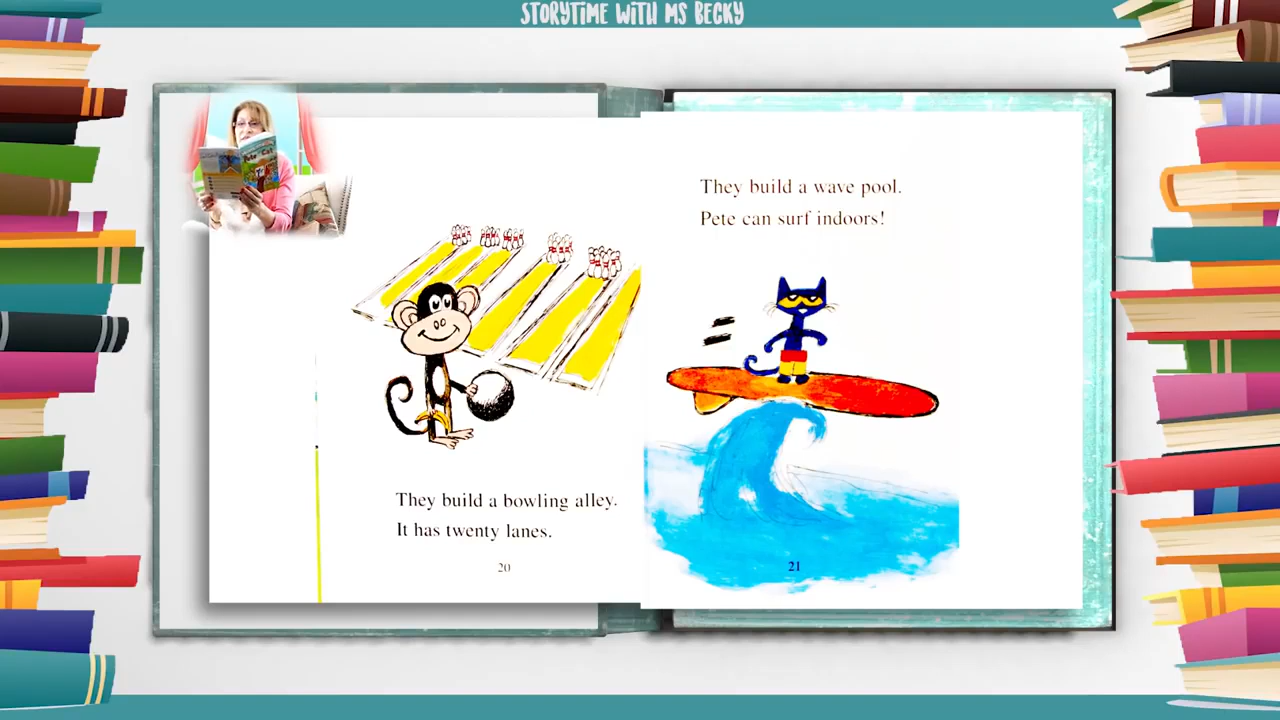 STORYTIME WITH MS BECKY
They build a bowling alley.
It has twenty lanes.
20
They build a wave pool.
Pete can surf indoors!
21